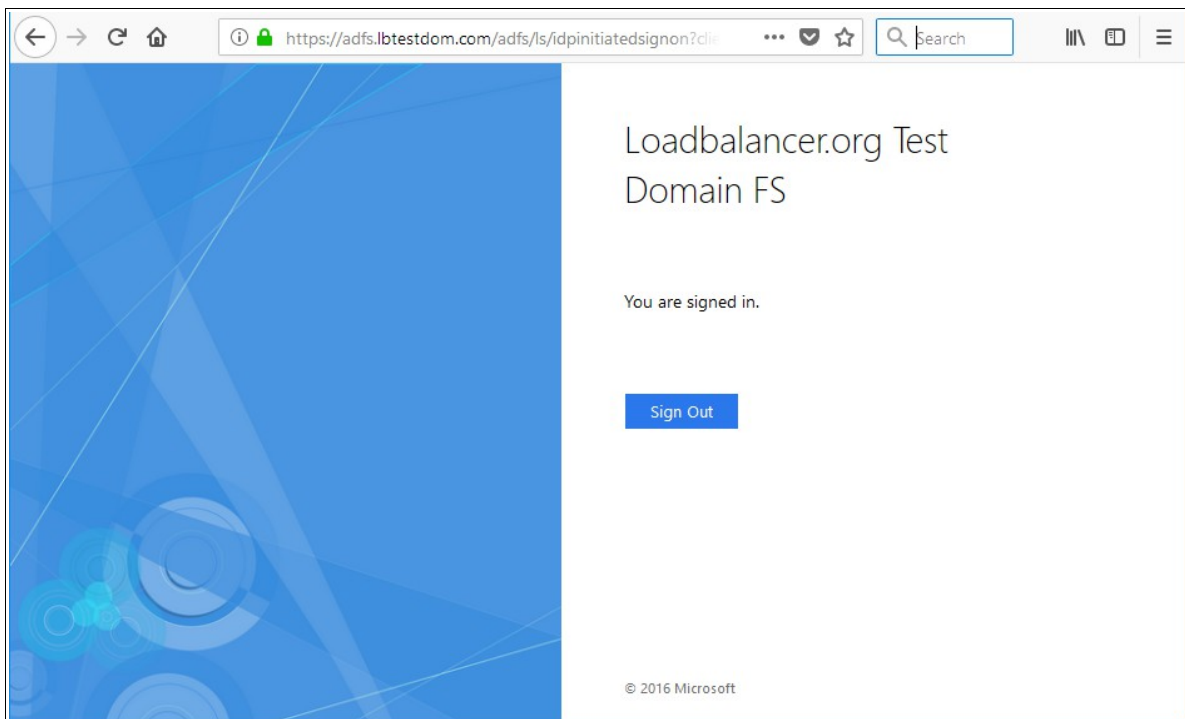 https://adfs.lbtestdom.com/adfs/ls/idpinitiatedsignon?clie
Search
Loadbalancer.org Test
Domain FS
You are signed in.
Sign Out
© 2016 Microsoft